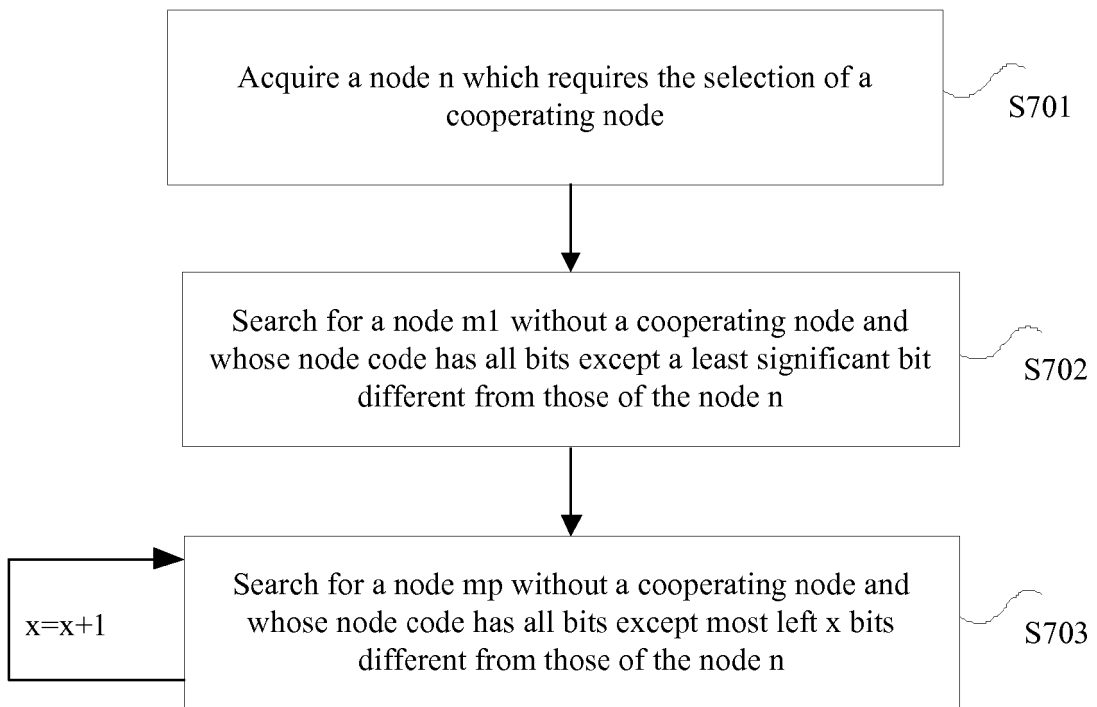 Acquire a node n which requires the selection of a
cooperating node
S701
Search for a node m1 without a cooperating node and
whose node code has all bits except a least significant bit
different from those of the node n
S702
Search for a node mp without a cooperating node and
whose node code has all bits except most left x bits
different from those of the node n
x=x+1
S703